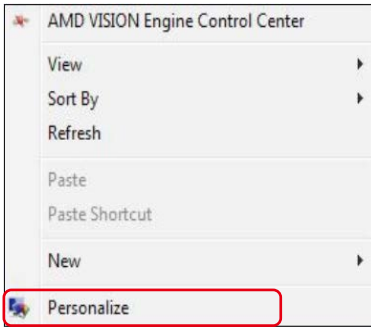 AMD VISION Engine Control Center
View
Sort By
Refresh
Paste
Paste Shortcut
New
Personalize